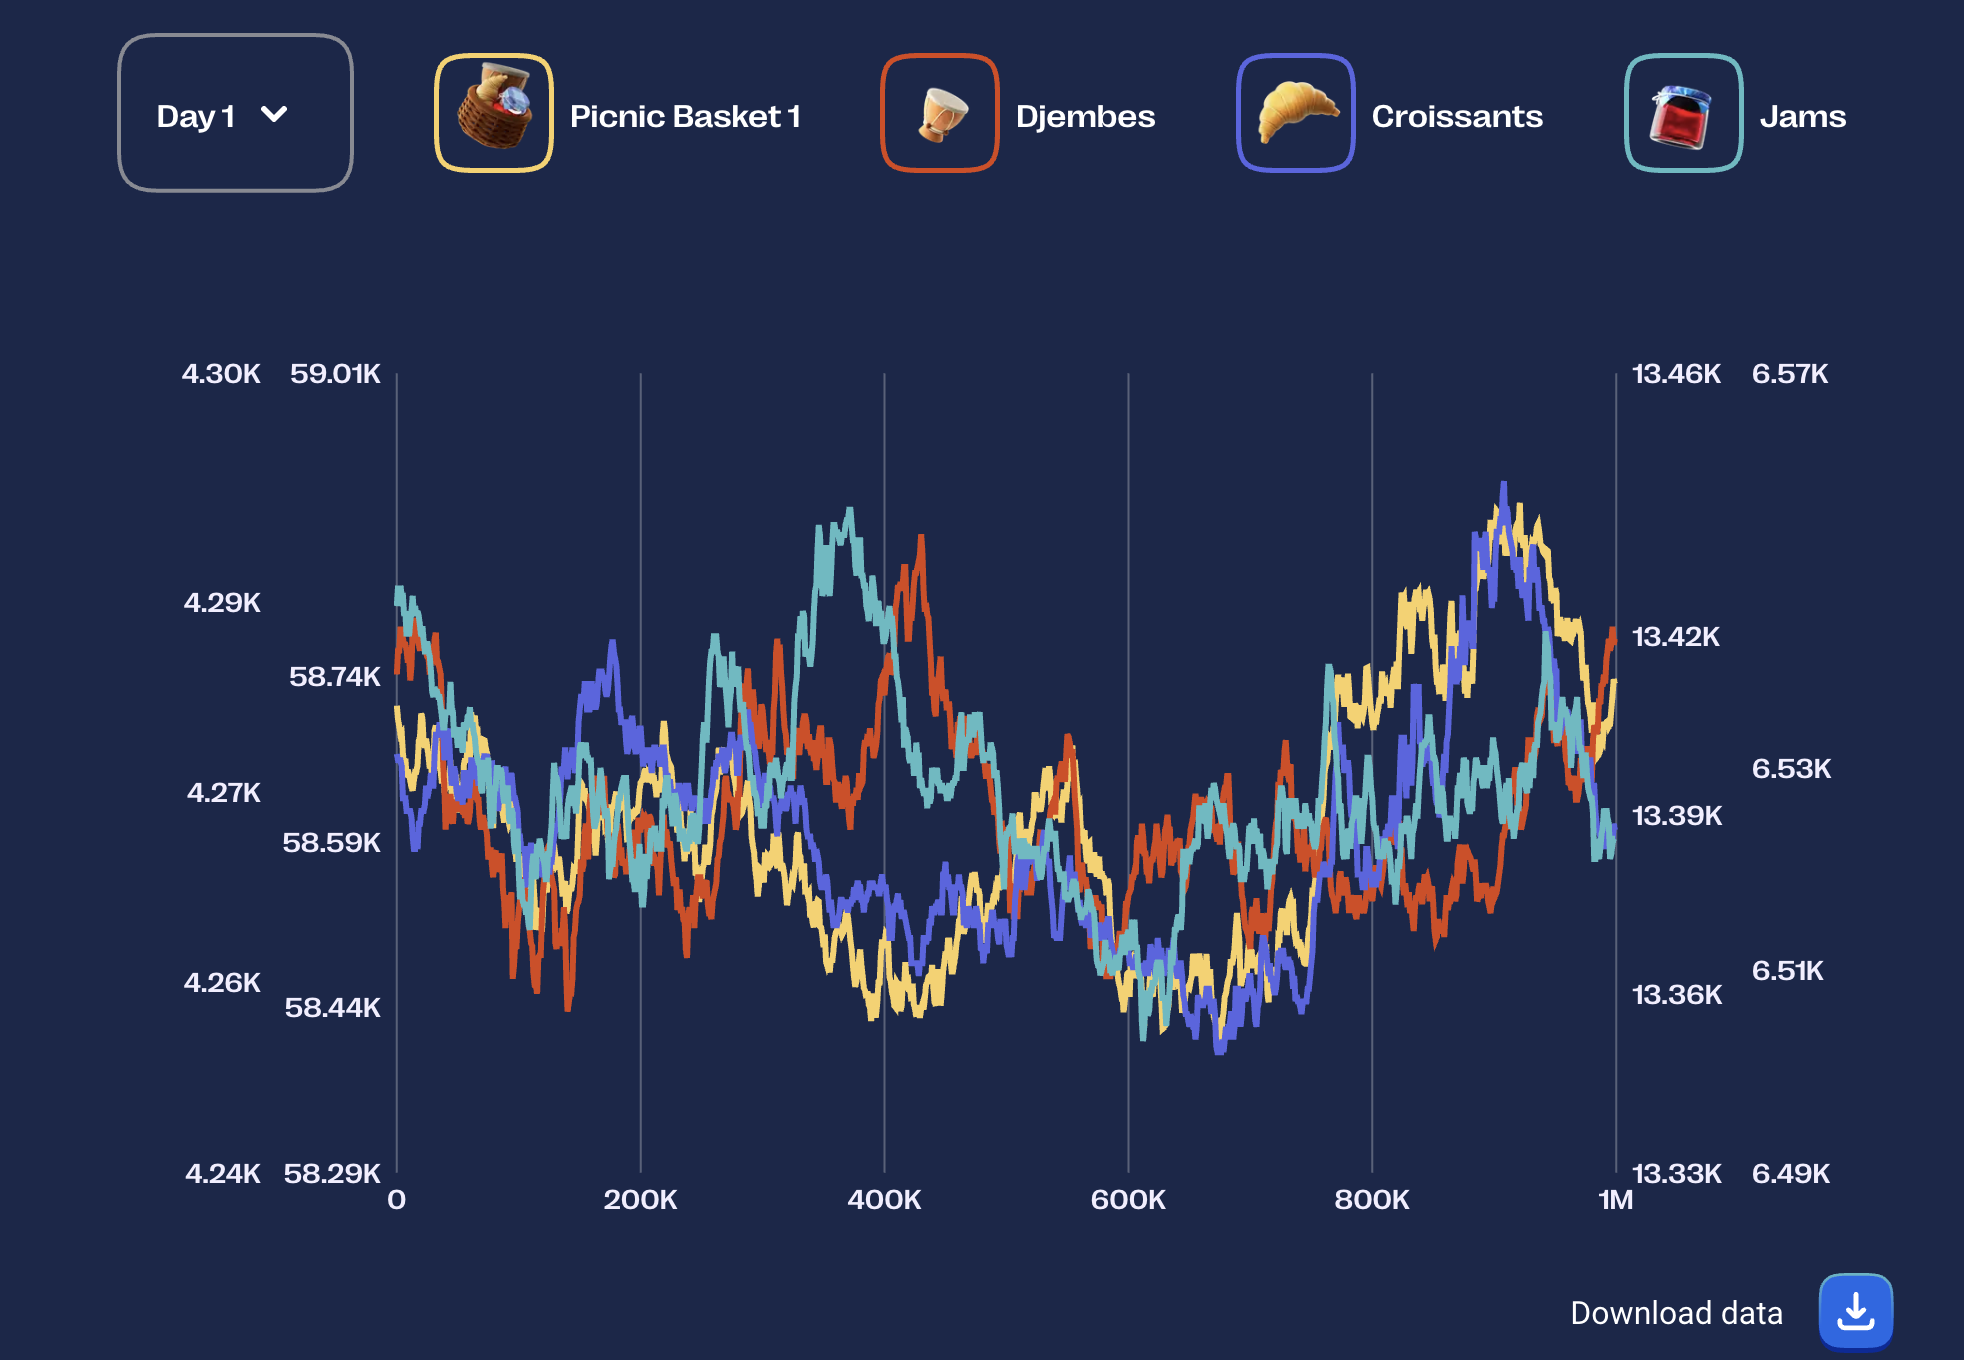 Day 1
Picnic Basket 1
Djembes
Croissants
Jams
4.30K 59.01K 13.46K 6.57K
4.29K
13.42K
58.74K
6.53K
4.27K
13.39K
58.59K
6.51K
4.26K
13.36K
58.44K
4.24K 58.29K 13.33K 6.49K
0 200K 400K 600K 800K 1M
Download data